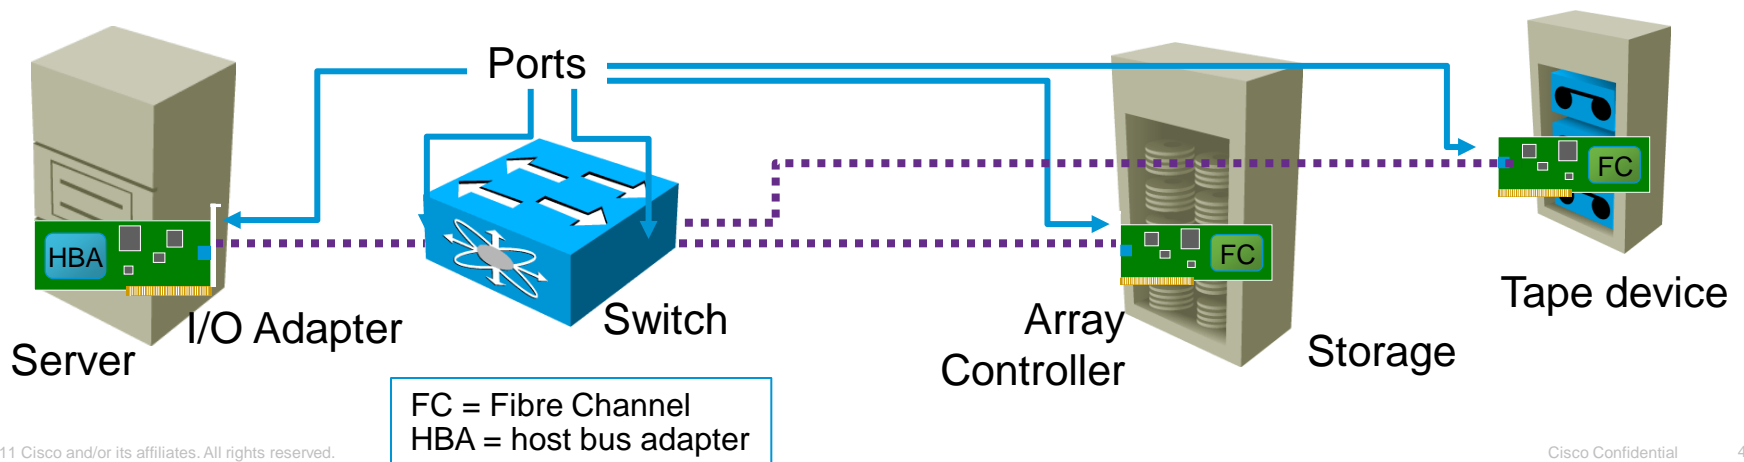 Ports
HBA
FC
FC
I/O Adapter
Server
Switch
Array
Controller
Storage
Tape device
FC = Fibre Channel
HBA = host bus adapter
11 Cisco and/or its affiliates. All rights reserved.
Cisco Confidential
4